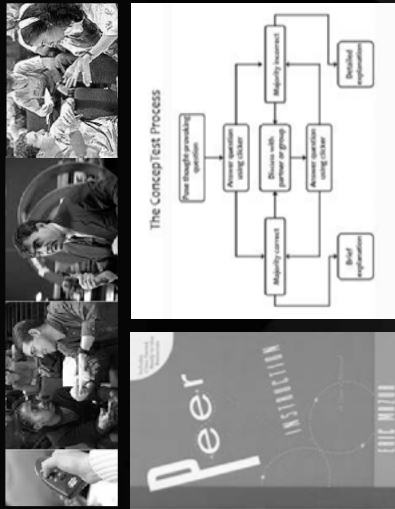 The ConcepTest Process
Pose thought-provoking
question
Answer question
using clicker
Majority correct
Discuss with
partner or group
Majority incorrect
Answer question
using clicker
Brief
explanation
Detailed
explanation
Peer
INSTRUCTION
ERIC MAZUR